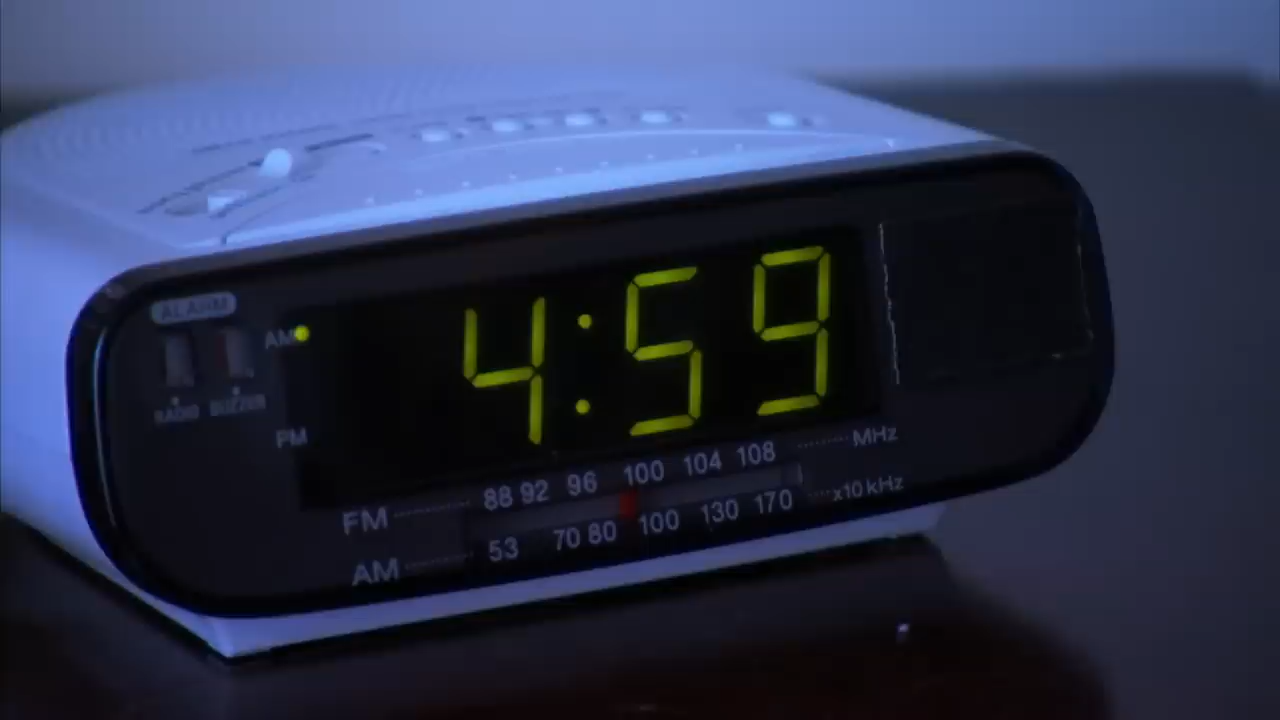 ALARM
RADIO BUZZER
AM
PM
4:59
FM 88 92 96 100 104 108 MHz
AM 53 70 80 100 130 170 x10 kHz